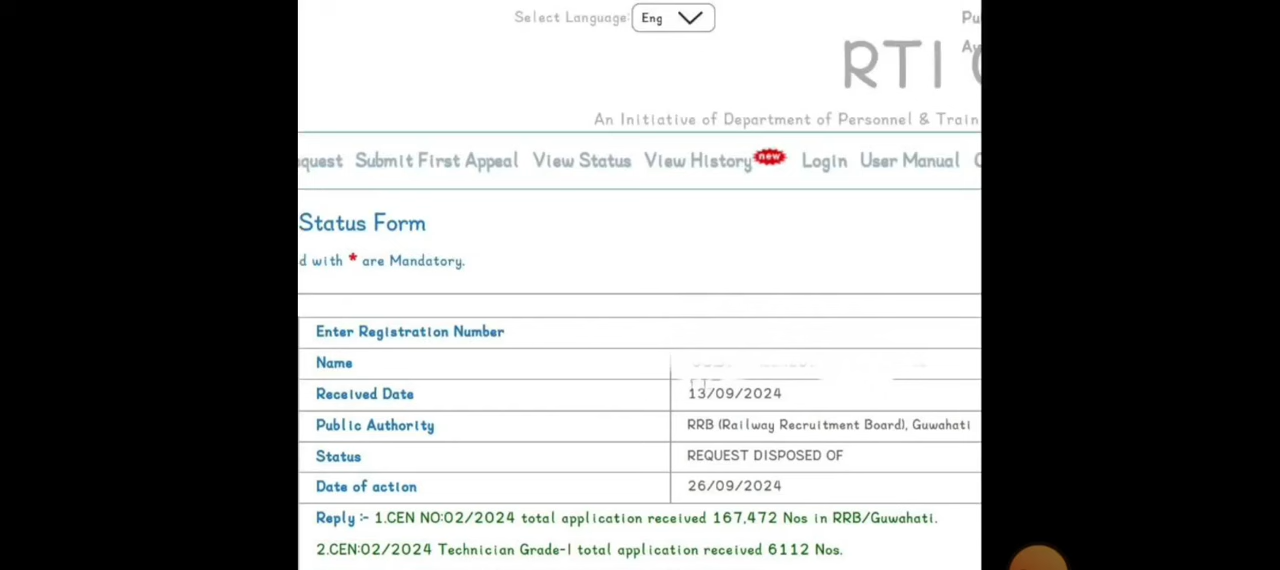 Select Language: Eng
Pu
RTI
An Initiative of Department of Personnel & Train
quest Submit First Appeal View Status View History new Login User Manual
Status Form
d with * are Mandatory.
Enter Registration Number
Name
Received Date 13/09/2024
Public Authority RRB (Railway Recruitment Board), Guwahati
Status REQUEST DISPOSED OF
Date of action 26/09/2024
Reply :- 1.CEN NO:02/2024 total application received 167,472 Nos in RRB/Guwahati.
2.CEN:02/2024 Technician Grade-I total application received 6112 Nos.